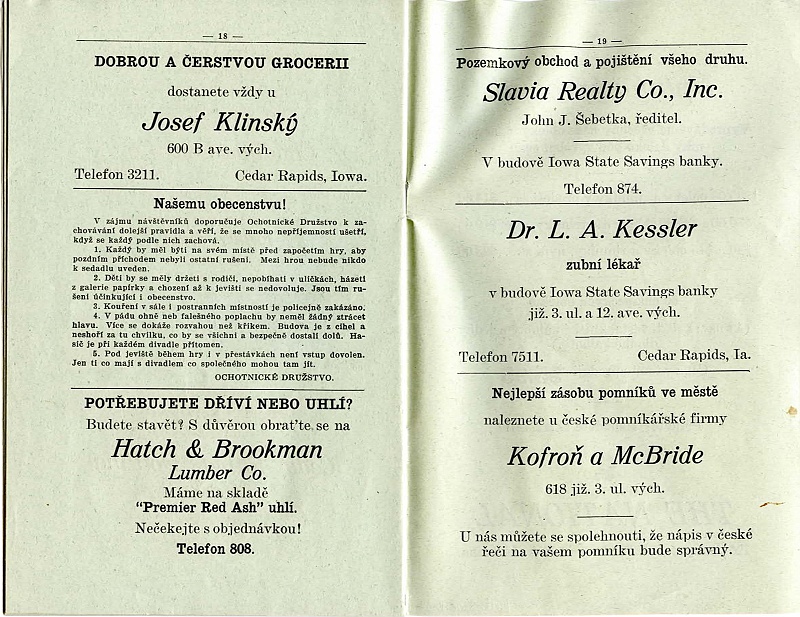 — 18 —
DOBROU A ČERSTVOU GROCERII
dostanete vždy u
Josef Klinský
600 B ave. vých.
Telefon 3211. Cedar Rapids, Iowa.
Našemu obecenstvu!
V zájmu návštěvníků doporučuje Ochotnické Družstvo k za-
chovávání dolejší pravidla a věří, že se mnoho nepříjemností ušetří,
když se každý podle nich zachová.
1. Každý by měl býti na svém místě před započetím hry, aby
pozdním příchodem nebyli ostatní rušeni. Mezi hrou nebude nikdo
k sedadlu uveden.
2. Děti by se měly držeti s rodiči, nepobíhati v uličkách, házeti
z galerie papírky a chození až k jevišti se nedovoluje. Jsou tím ru-
šeni účinkující i obecenstvo.
3. Kouření v sále i postranních místností je policejně zakázáno.
4. V pádu ohně neb falešného poplachu by neměl žádný ztrácet
hlavu. Více se dokáže rozvahou než křikem. Budova je z cihel a
neshoří za tu chvilku, co by se všichni a bezpečně dostali dolů. Ha-
sič je při každém divadle přítomen.
5. Pod jeviště během hry i v přestávkách není vstup dovolen.
Jen ti co mají s divadlem co společného mohou tam jít.
OCHOTNICKÉ DRUŽSTVO.
POTŘEBUJETE DŘÍVÍ NEBO UHLÍ?
Budete stavět? S důvěrou obrať'te se na
Hatch & Brookman
Lumber Co.
Máme na skladě
"Premier Red Ash" uhlí.
Nečekejte s objednávkou!
Telefon 808.
— 19 —
Pozemkový obchod a pojištění všeho druhu.
Slavia Realty Co., Inc.
John J. Šebetka, ředitel.
V budově Iowa State Savings banky.
Telefon 874.
Dr. L. A. Kessler
zubní lékař
v budově Iowa State Savings banky
již. 3. ul. a 12. ave. vých.
Telefon 7511. Cedar Rapids, Ia.
Nejlepší zásobu pomníků ve městě
naleznete u české pomníkářské firmy
Kofroň a McBride
618 již. 3. ul. vých.
U nás můžete se spolehnouti, že nápis v české
řeči na vašem pomníku bude správný.